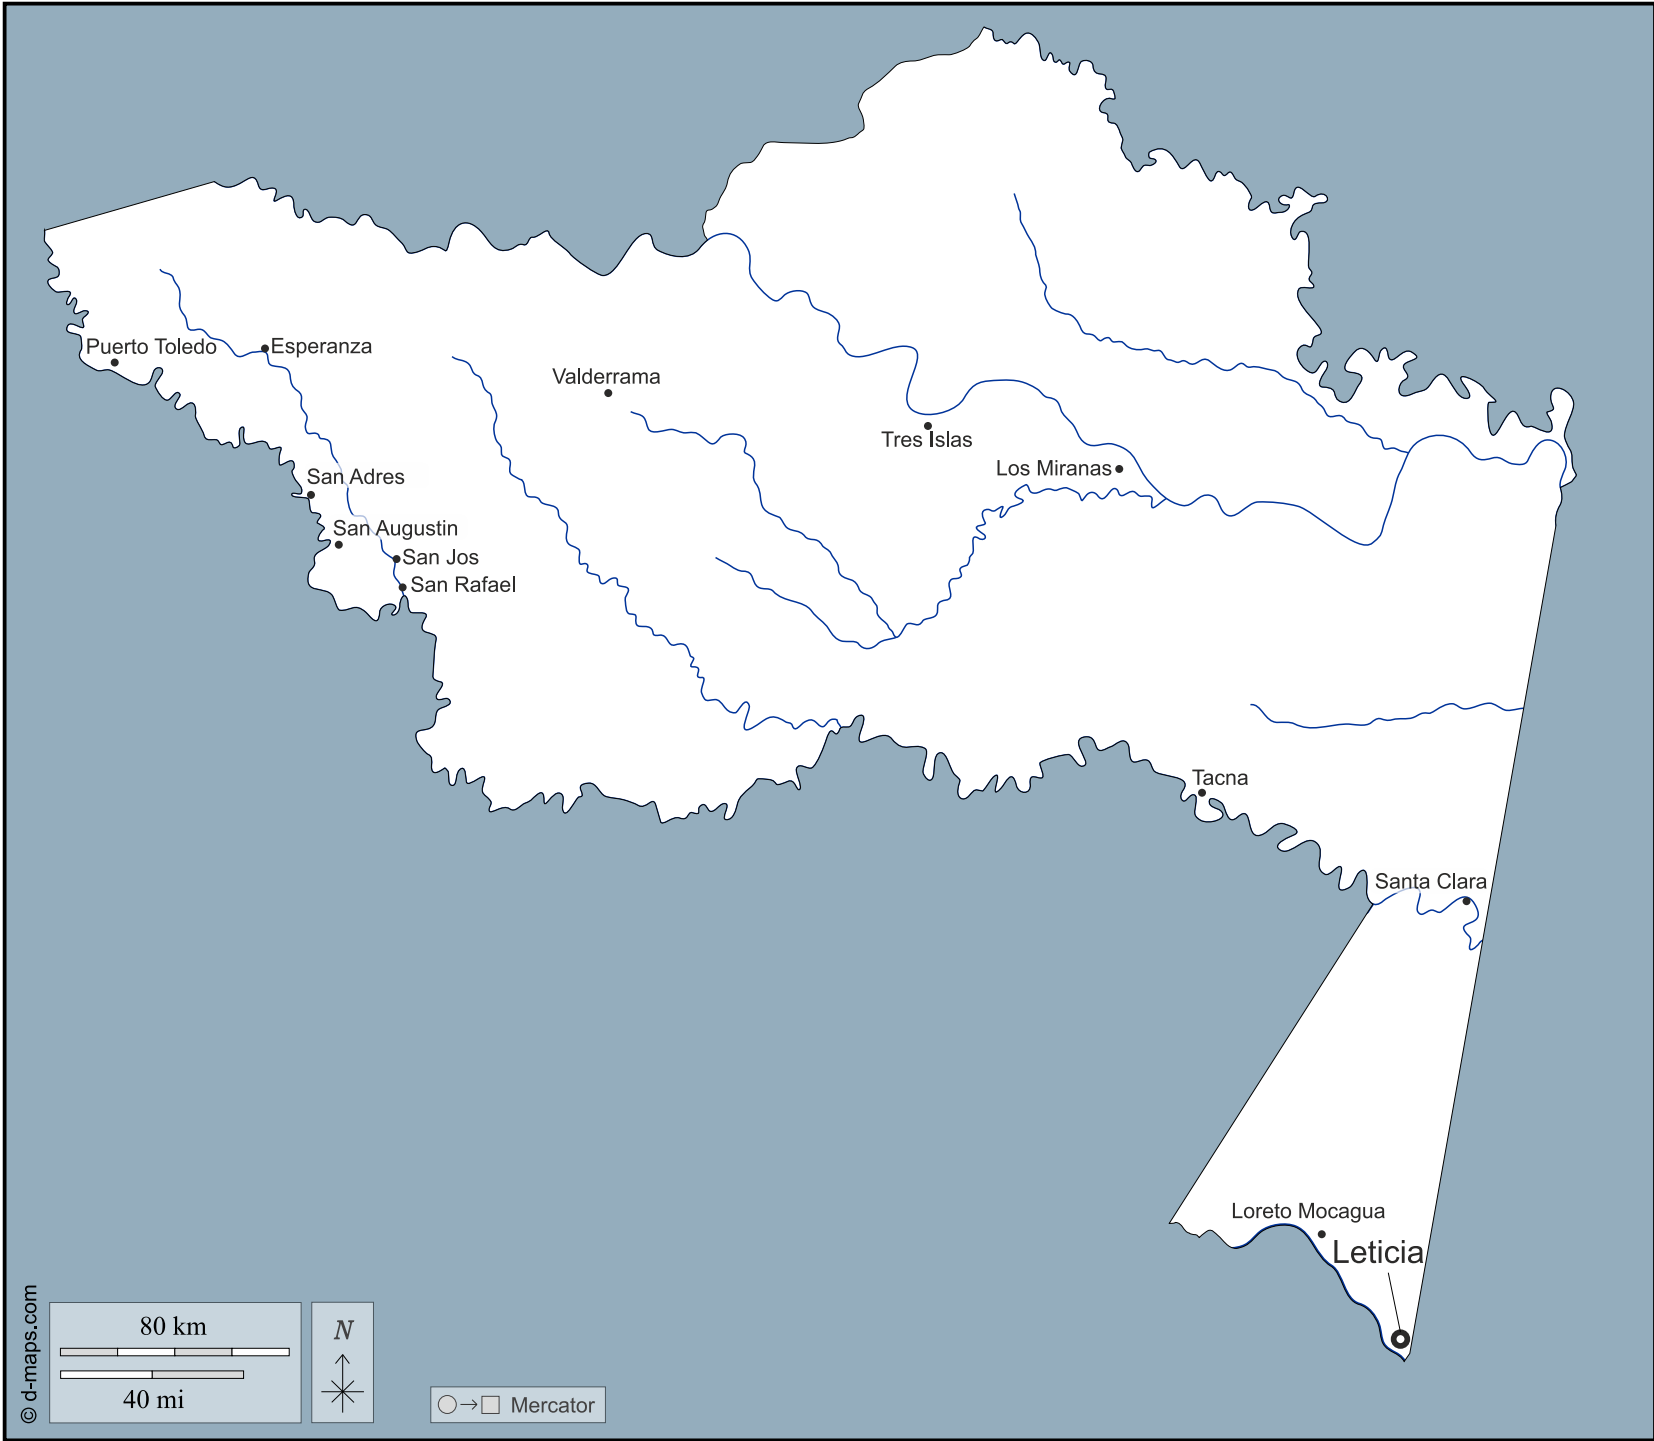 Puerto Toledo
Esperanza
Valderrama
Tres Islas
Los Miranas
San Adres
San Augustin
San Jos
San Rafael
Tacna
Santa Clara
Loreto Mocagua
Leticia
© d-maps.com
80 km
40 mi
N
Mercator